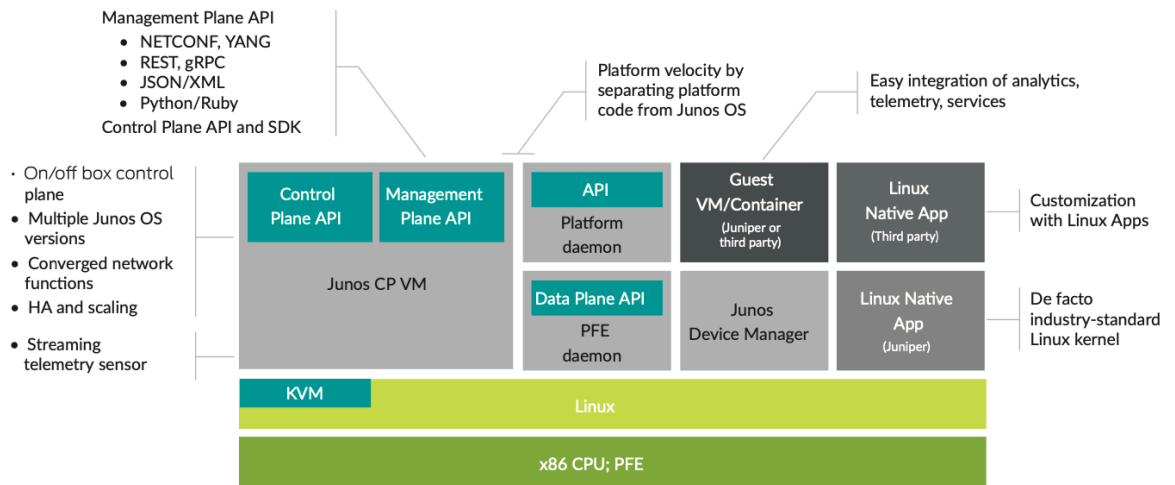 Management Plane API
• NETCONF, YANG
• REST, gRPC
• JSON/XML
• Python/Ruby
Control Plane API and SDK
Platform velocity by
separating platform
code from Junos OS
Easy integration of analytics,
telemetry, services
· On/off box control
plane
• Multiple Junos OS
versions
• Converged network
functions
• HA and scaling
• Streaming
telemetry sensor
Control
Plane API
Management
Plane API
Junos CP VM
API
Platform
daemon
Data Plane API
PFE
daemon
Guest
VM/Container
(Juniper or
third party)
Junos
Device Manager
Linux
Native App
(Third party)
Linux Native
App
(Juniper)
Customization
with Linux Apps
De facto
industry-standard
Linux kernel
KVM
Linux
x86 CPU; PFE